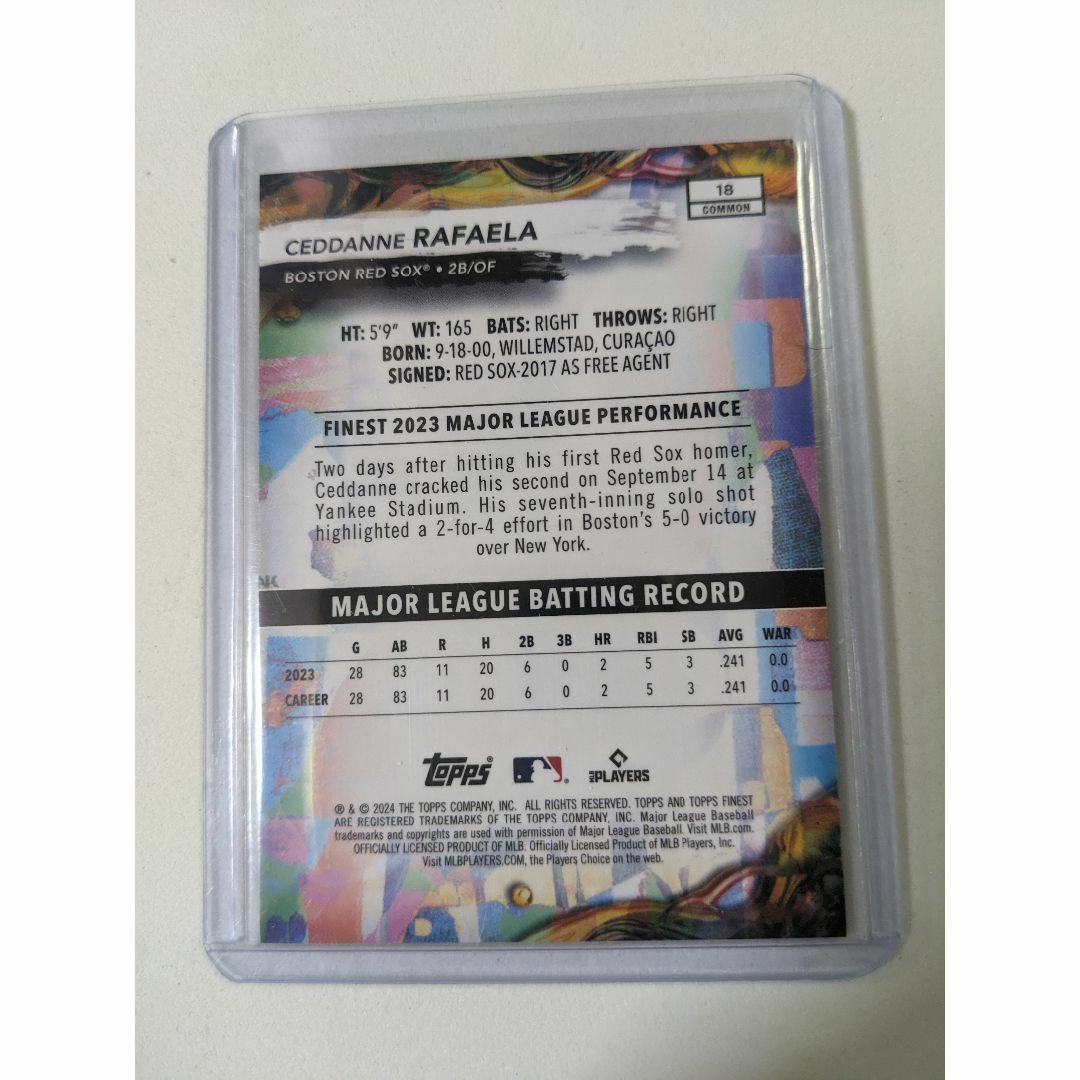 18
COMMON
CEDDANNE RAFAELA
BOSTON RED SOX® • 2B/OF
HT: 5'9" WT: 165 BATS: RIGHT THROWS: RIGHT
BORN: 9-18-00, WILLEMSTAD, CURAÇAO
SIGNED: RED SOX-2017 AS FREE AGENT
FINEST 2023 MAJOR LEAGUE PERFORMANCE
Two days after hitting his first Red Sox homer,
Ceddanne cracked his second on September 14 at
Yankee Stadium. His seventh-inning solo shot
highlighted a 2-for-4 effort in Boston's 5-0 victory
over New York.
MAJOR LEAGUE BATTING RECORD
G AB R H 2B 3B HR RBI SB AVG WAR
2023 28 83 11 20 6 0 2 5 3 .241 0.0
CAREER 28 83 11 20 6 0 2 5 3 .241 0.0
topps® ® MLB PLAYERS
® & © 2024 THE TOPPS COMPANY, INC. ALL RIGHTS RESERVED. TOPPS AND TOPPS FINEST
ARE REGISTERED TRADEMARKS OF THE TOPPS COMPANY, INC. Major League Baseball
trademarks and copyrights are used with permission of Major League Baseball. Visit MLB.com.
OFFICIALLY LICENSED PRODUCT OF MLB. Officially Licensed Product of MLB Players, Inc.
Visit MLBPLAYERS.COM, the Players Choice on the web.